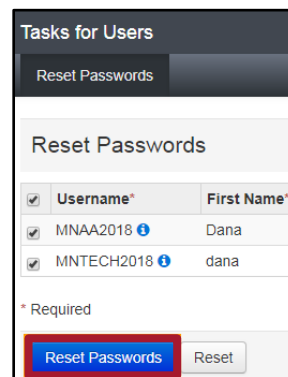 Tasks for Users
Reset Passwords
Reset Passwords
Username* First Name*
MNAA2018 Dana
MNTECH2018 dana
* Required
Reset Passwords Reset